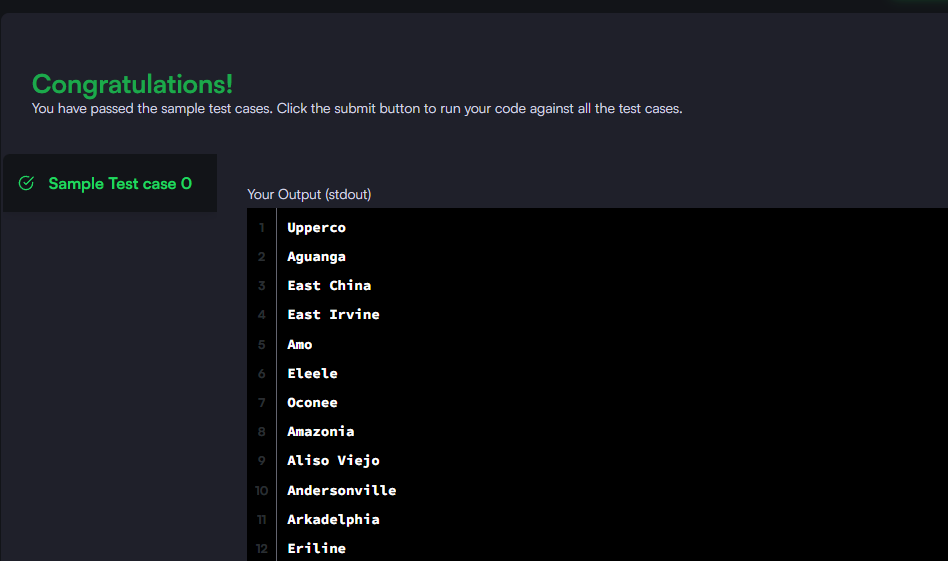 Congratulations!
You have passed the sample test cases. Click the submit button to run your code against all the test cases.
Sample Test case 0
Your Output (stdout)
1 Upperco
2 Aguanga
3 East China
4 East Irvine
5 Amo
6 Eleele
7 Oconee
8 Amazonia
9 Aliso Viejo
10 Andersonville
11 Arkadelphia
12 Eriline